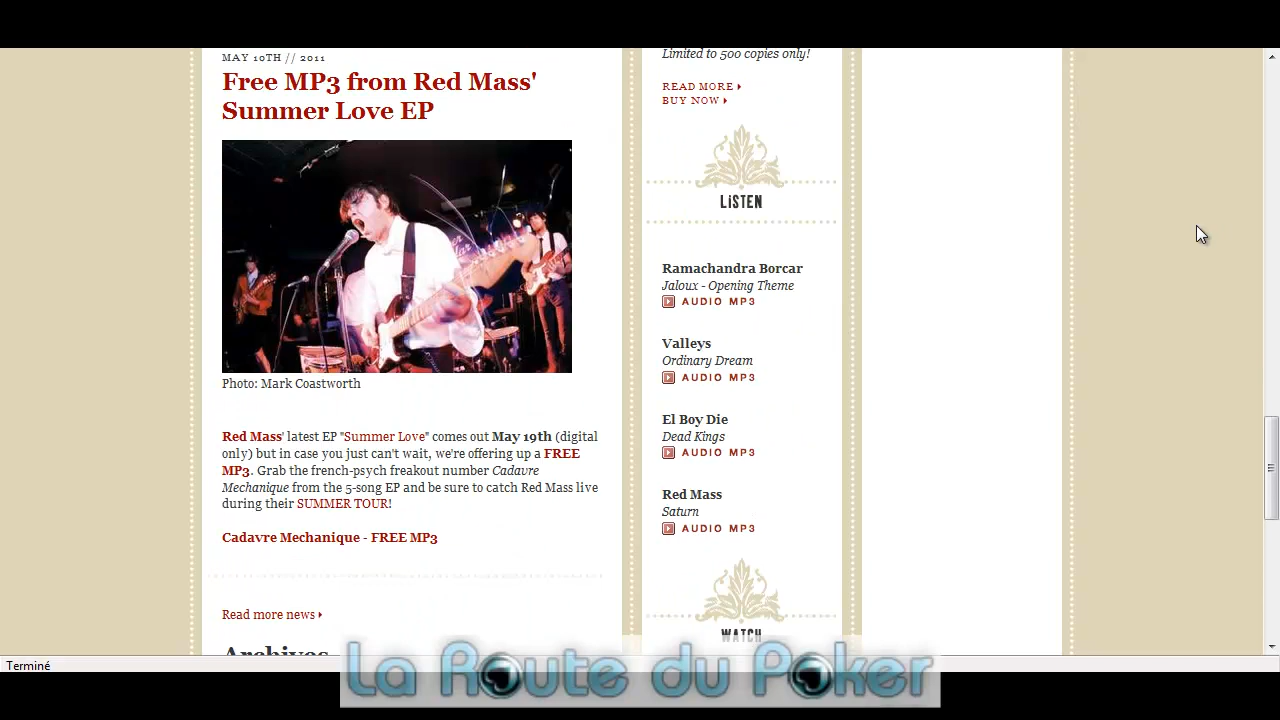 MAY 10TH // 2011
Free MP3 from Red Mass'
Summer Love EP
Photo: Mark Coastworth
Red Mass' latest EP "Summer Love" comes out May 19th (digital
only) but in case you just can't wait, we're offering up a FREE
MP3. Grab the french-psych freakout number Cadavre
Mechanique from the 5-song EP and be sure to catch Red Mass live
during their SUMMER TOUR!
Cadavre Mechanique - FREE MP3
Read more news
Archives
Limited to 500 copies only!
READ MORE
BUY NOW
LiSTEN
Ramachandra Borcar
Jaloux - Opening Theme
AUDIO MP3
Valleys
Ordinary Dream
AUDIO MP3
El Boy Die
Dead Kings
AUDIO MP3
Red Mass
Saturn
AUDIO MP3
WATCH
Terminé
La Route du Poker